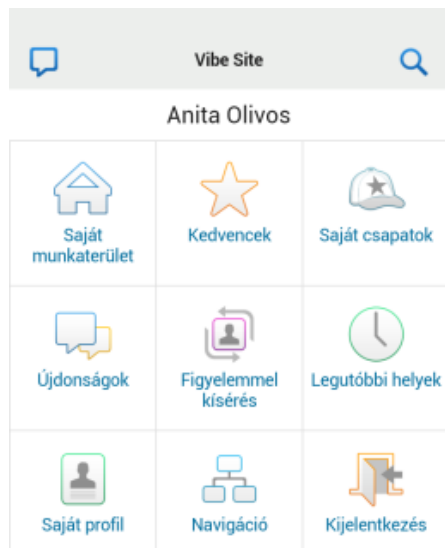 Vibe Site
Anita Olivos
Saját
munkaterület
Kedvencek
Saját csapatok
Újdonságok
Figyelemmel
kísérés
Legutóbbi helyek
Saját profil
Navigáció
Kijelentkezés